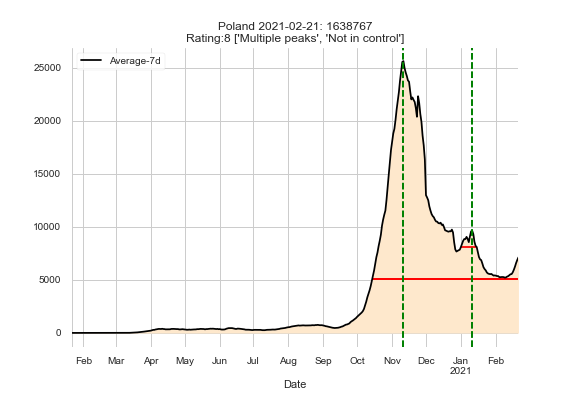 Poland 2021-02-21: 1638767
Rating:8 ['Multiple peaks', 'Not in control']
Average-7d
25000
20000
15000
10000
5000
0
Feb Mar Apr May Jun Jul Aug Sep Oct Nov Dec Jan Feb
2021
Date